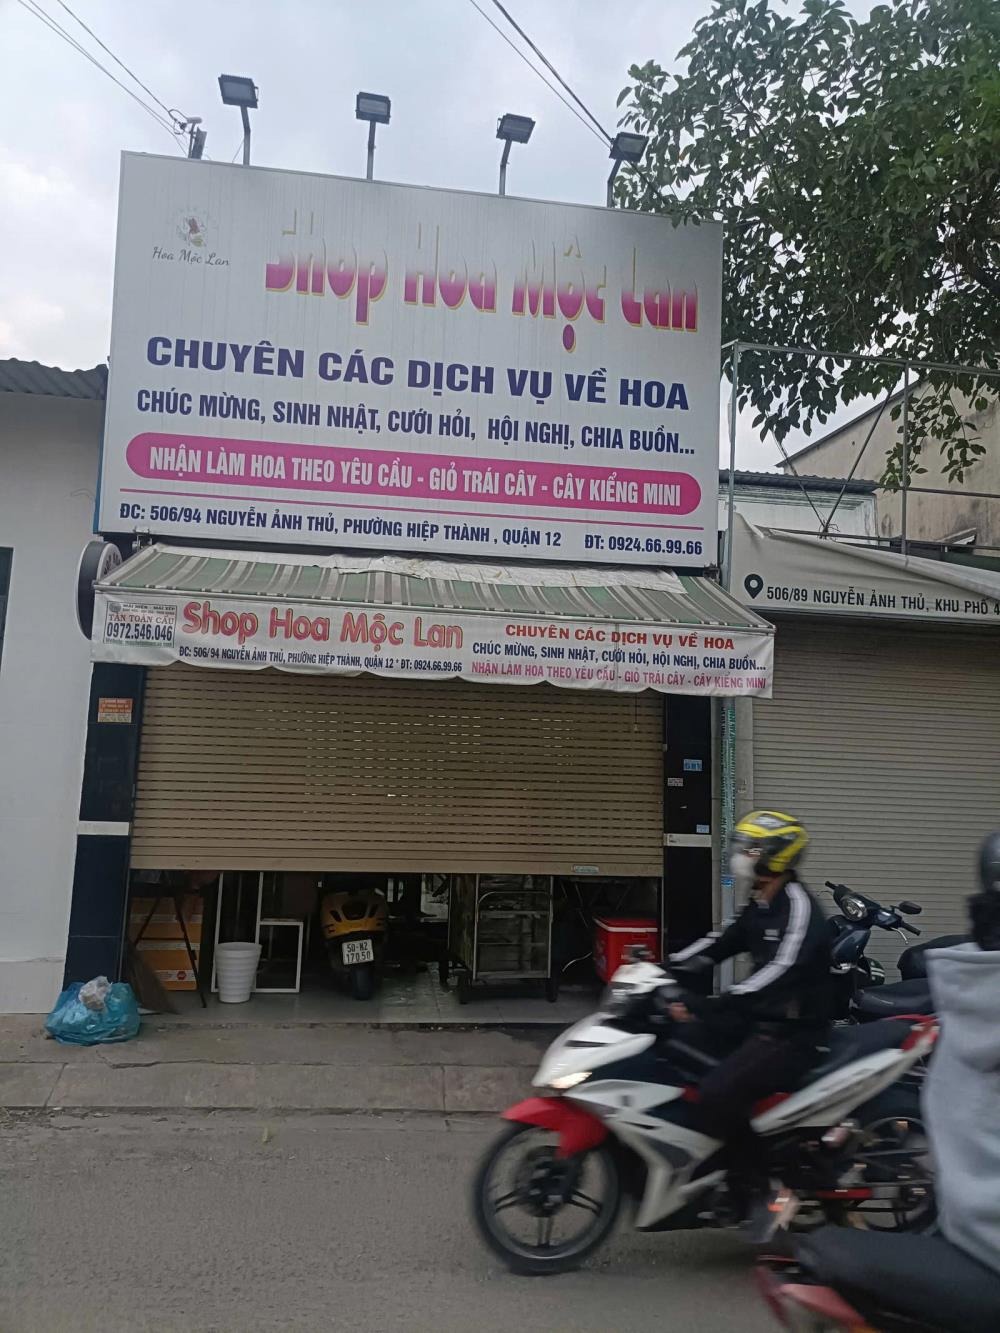 Hoa Mộc Lan
Shop Hoa Mộc Lan
CHUYÊN CÁC DỊCH VỤ VỀ HOA
CHÚC MỪNG, SINH NHẬT, CƯỚI HỎI, HỘI NGHỊ, CHIA BUỒN...
NHẬN LÀM HOA THEO YÊU CẦU - GIỎ TRÁI CÂY - CÂY KIỂNG MINI
ĐC: 506/94 NGUYỄN ẢNH THỦ, PHƯỜNG HIỆP THÀNH , QUẬN 12 ĐT: 0924.66.99.66
506/89 NGUYỄN ẢNH THỦ, KHU PHỐ 4
MÁI HIÊN - MÁI XẾP
TÂN TOÀN CẦU
0972.546.046
Shop Hoa Mộc Lan
ĐC: 506/94 NGUYỄN ẢNH THỦ, PHƯỜNG HIỆP THÀNH, QUẬN 12 * ĐT: 0924.66.99.66
CHUYÊN CÁC DỊCH VỤ VỀ HOA
CHÚC MỪNG, SINH NHẬT, CƯỚI HỎI, HỘI NGHỊ, CHIA BUỒN...
NHẬN LÀM HOA THEO YÊU CẦU - GIỎ TRÁI CÂY - CÂY KIỂNG MINI
50-N2
170.50